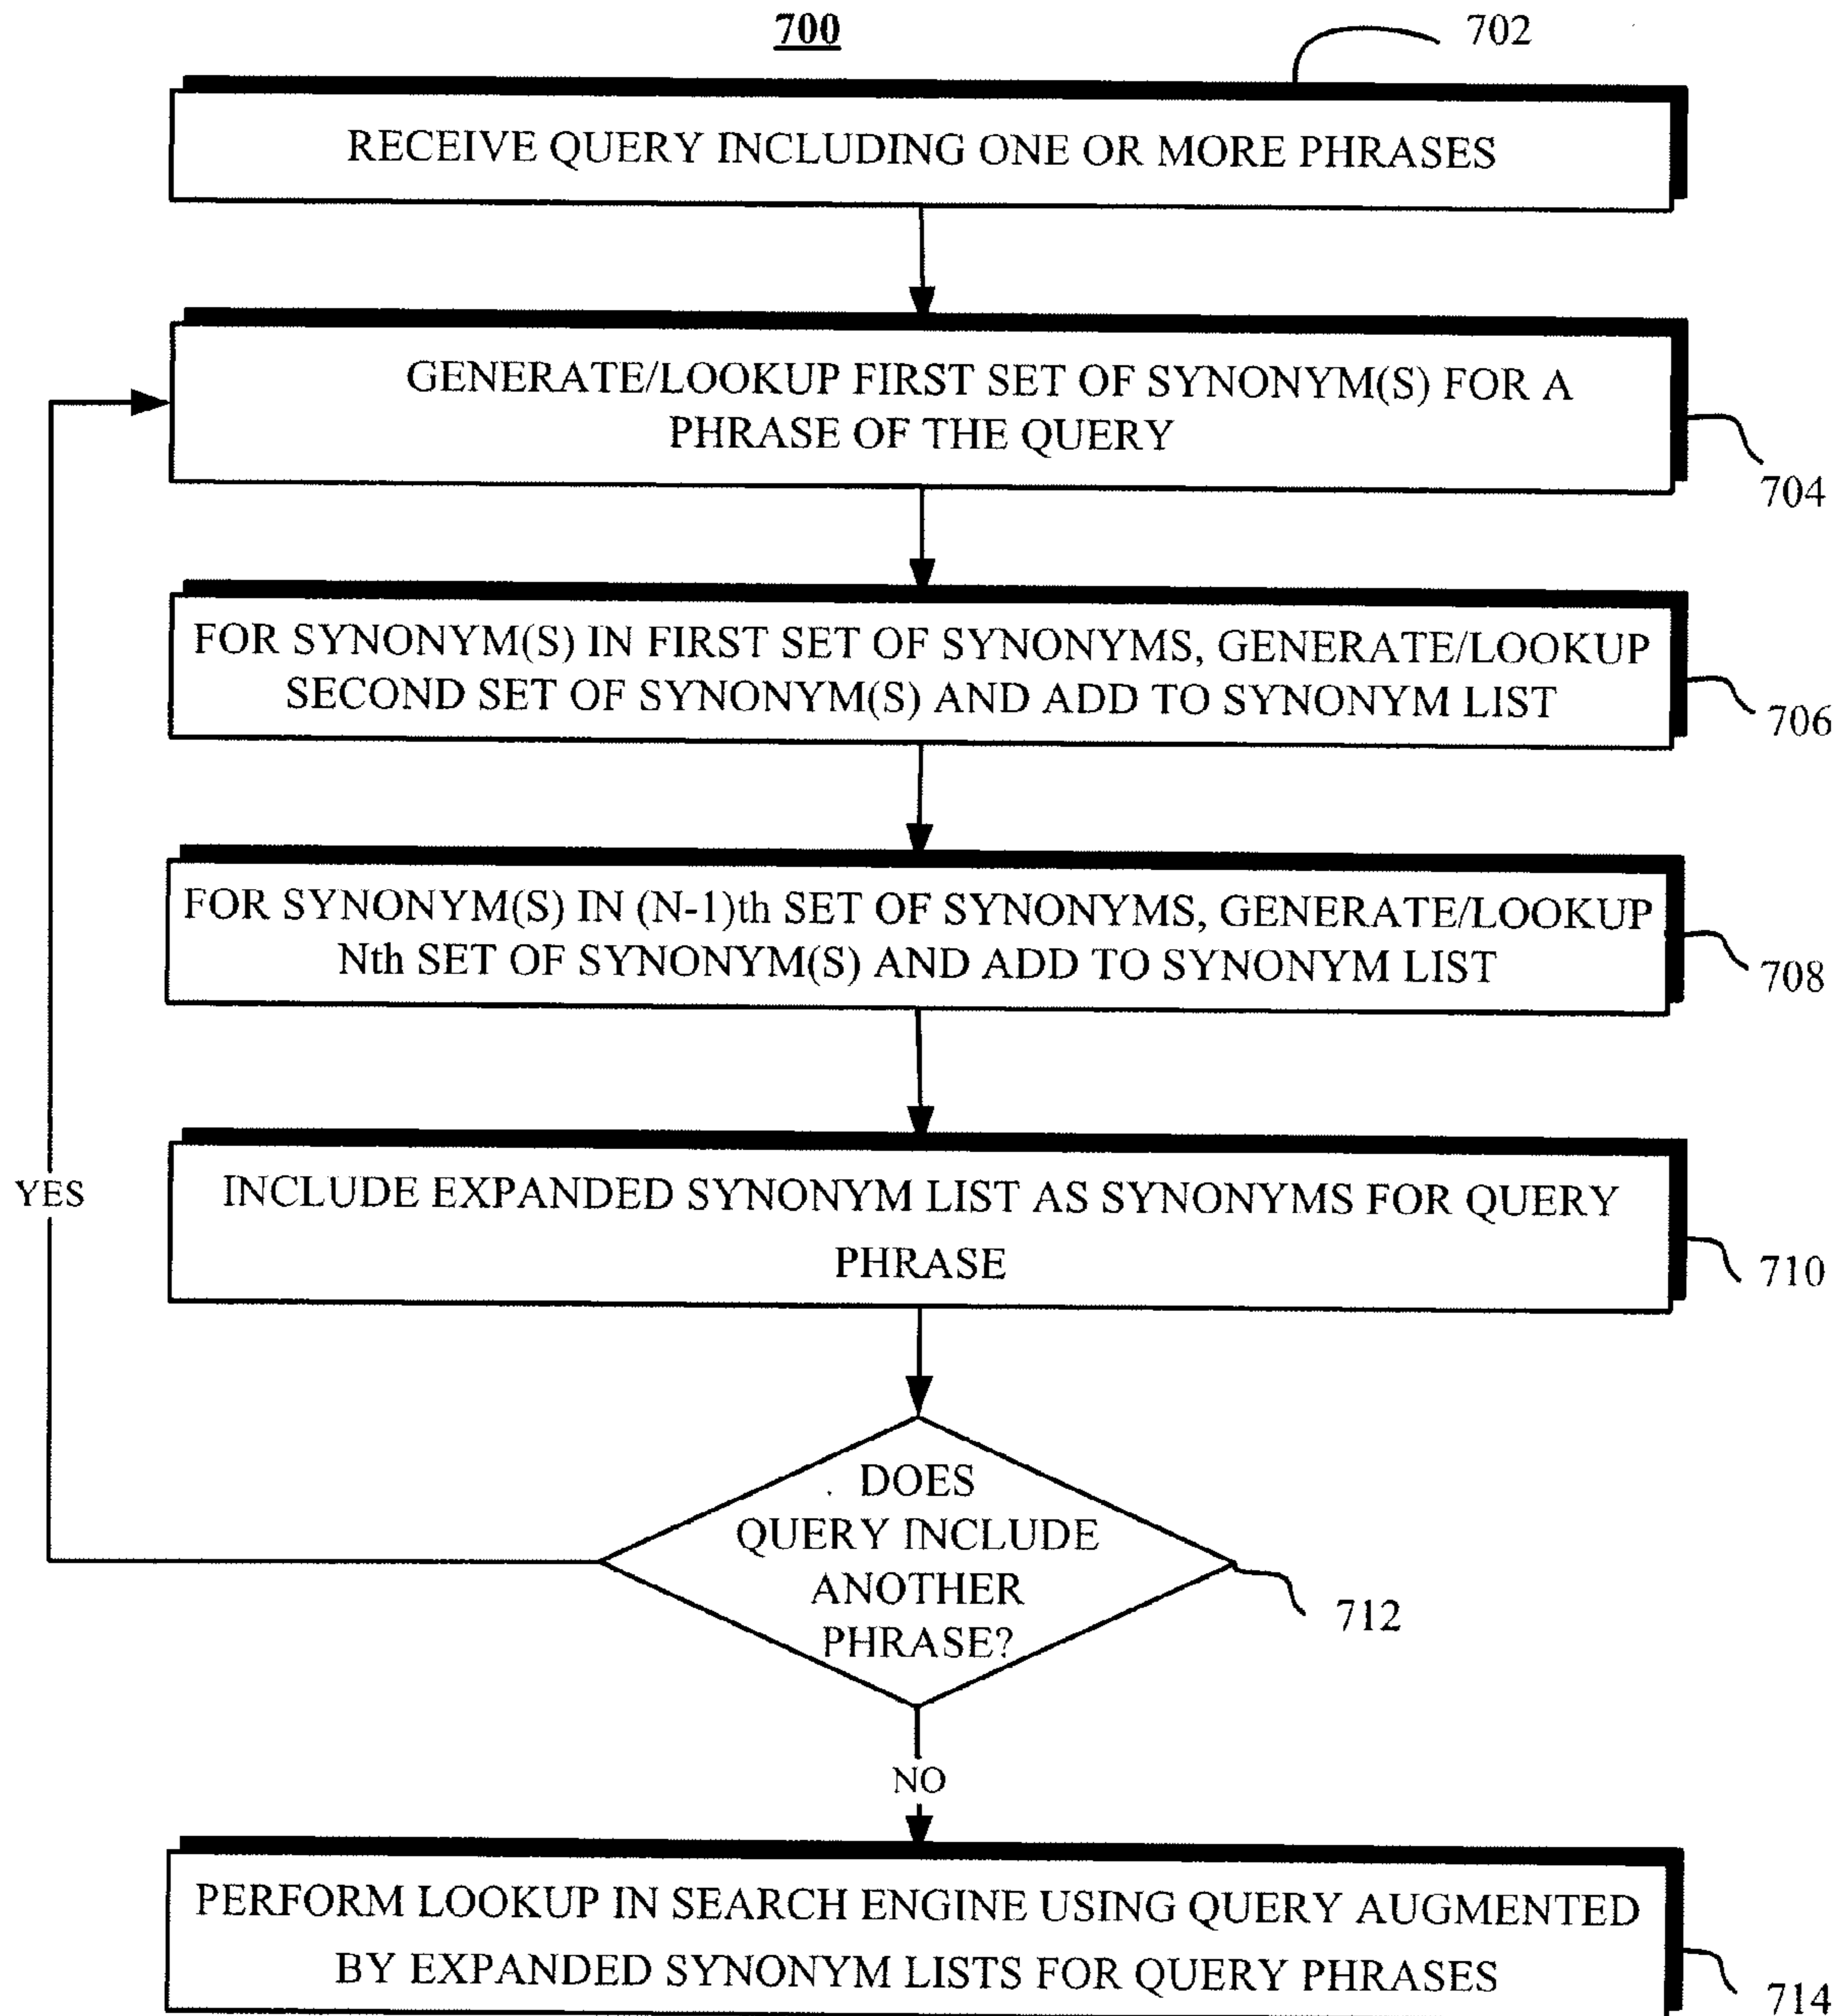 700
702
RECEIVE QUERY INCLUDING ONE OR MORE PHRASES
GENERATE/LOOKUP FIRST SET OF SYNONYM(S) FOR A
PHRASE OF THE QUERY
704
FOR SYNONYM(S) IN FIRST SET OF SYNONYMS, GENERATE/LOOKUP
SECOND SET OF SYNONYM(S) AND ADD TO SYNONYM LIST
706
FOR SYNONYM(S) IN (N-1)th SET OF SYNONYMS, GENERATE/LOOKUP
Nth SET OF SYNONYM(S) AND ADD TO SYNONYM LIST
708
YES
INCLUDE EXPANDED SYNONYM LIST AS SYNONYMS FOR QUERY
PHRASE
710
DOES
QUERY INCLUDE
ANOTHER
PHRASE?
712
NO
PERFORM LOOKUP IN SEARCH ENGINE USING QUERY AUGMENTED
BY EXPANDED SYNONYM LISTS FOR QUERY PHRASES
714